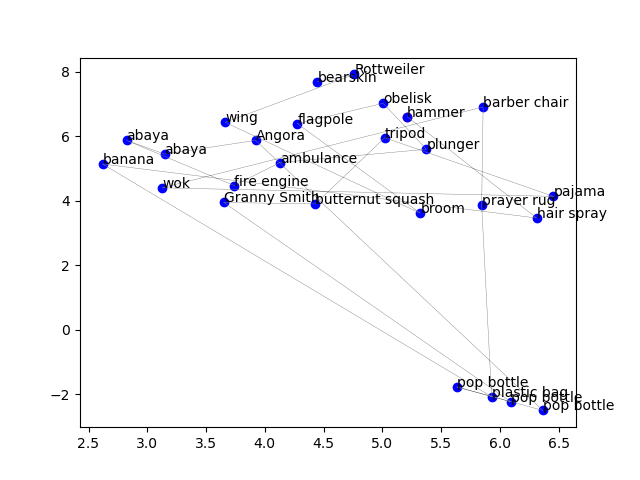 8
Rottweiler
bearskin
obelisk
barber chair
wing
flagpole
hammer
6
abaya
Angora
tripod
plunger
abaya
banana
ambulance
wok
fire engine
pajama
4
Granny Smith
butternut squash
broom
prayer rug
hair spray
2
0
−2
pop bottle
plastic bag
pop bottle
pop bottle
2.5 3.0 3.5 4.0 4.5 5.0 5.5 6.0 6.5